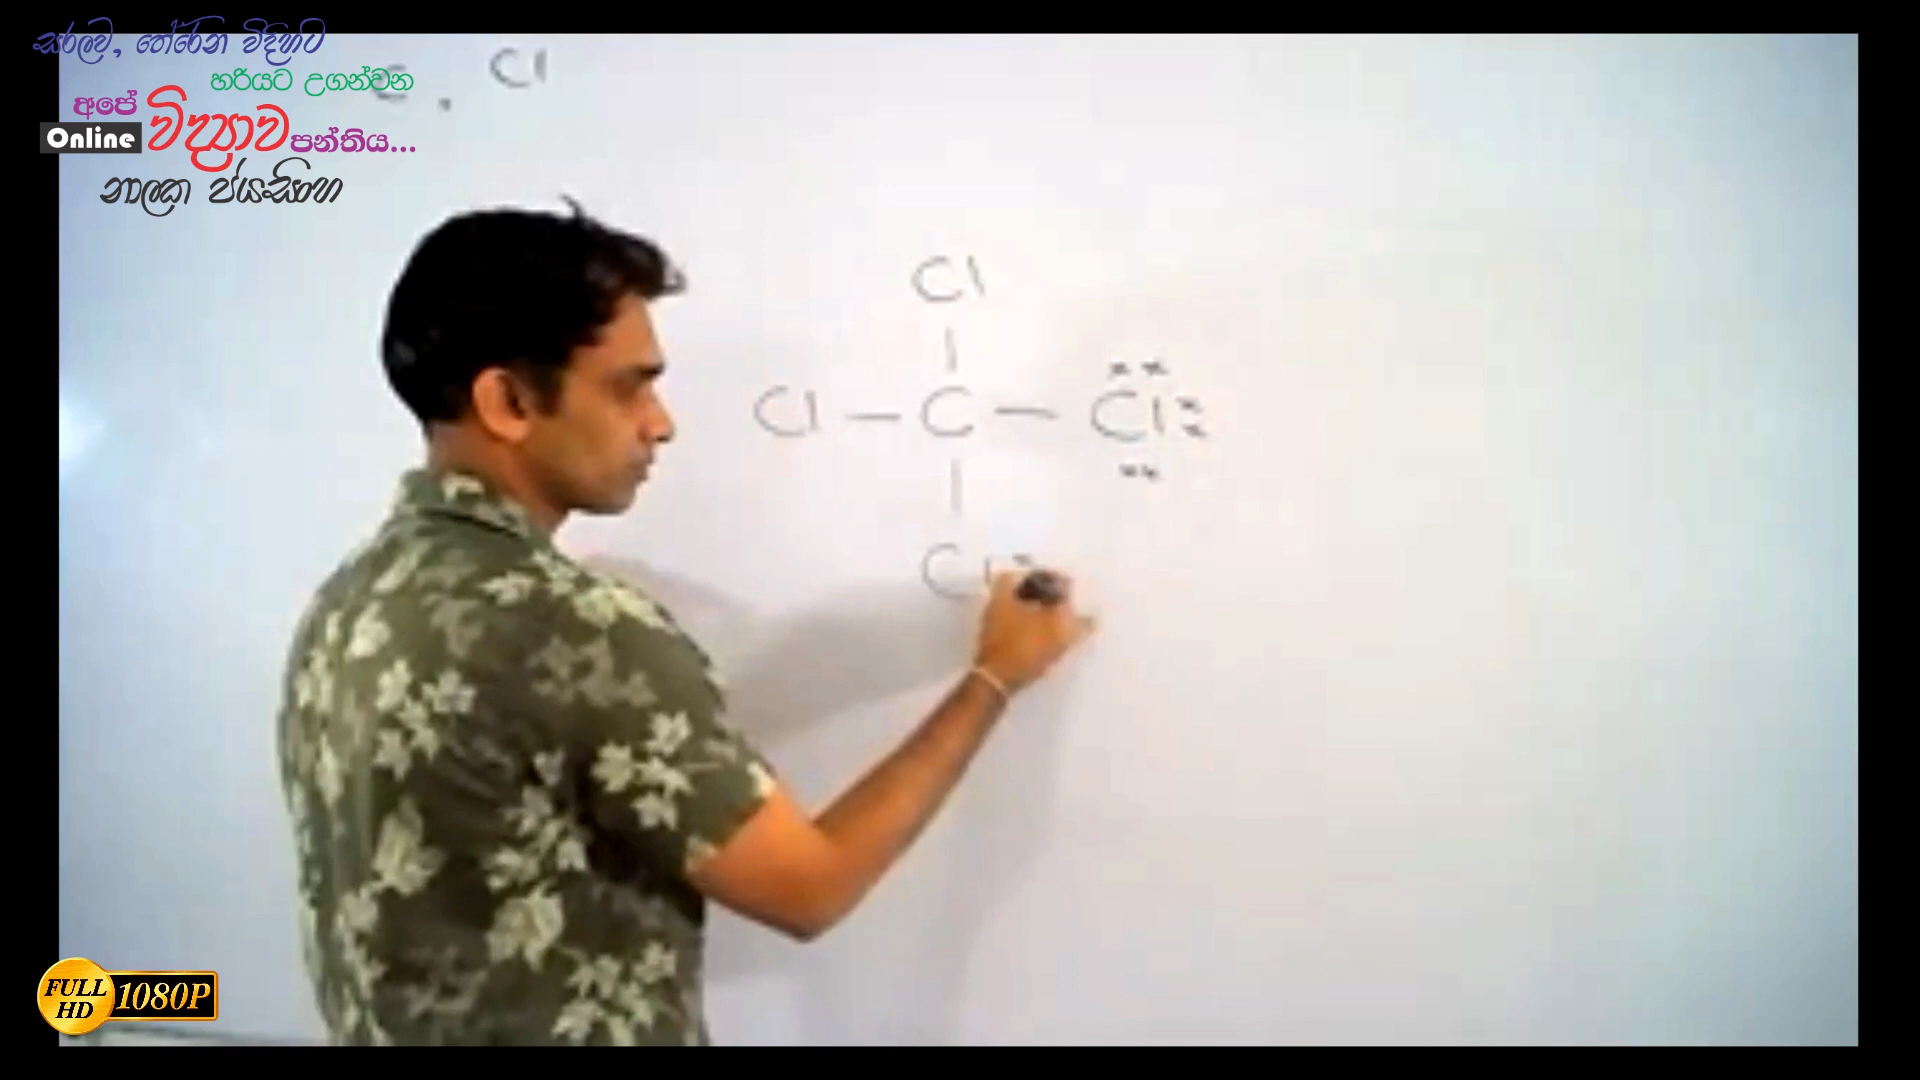 සරලව, තේරෙන විදිහට
හරියට උගන්වන
අපේ
Online විද්‍යාව පන්තිය...
නාලක ජයසිංහ
C , Cl
Cl
Cl — C — Cl
Cl
FULL HD 1080P